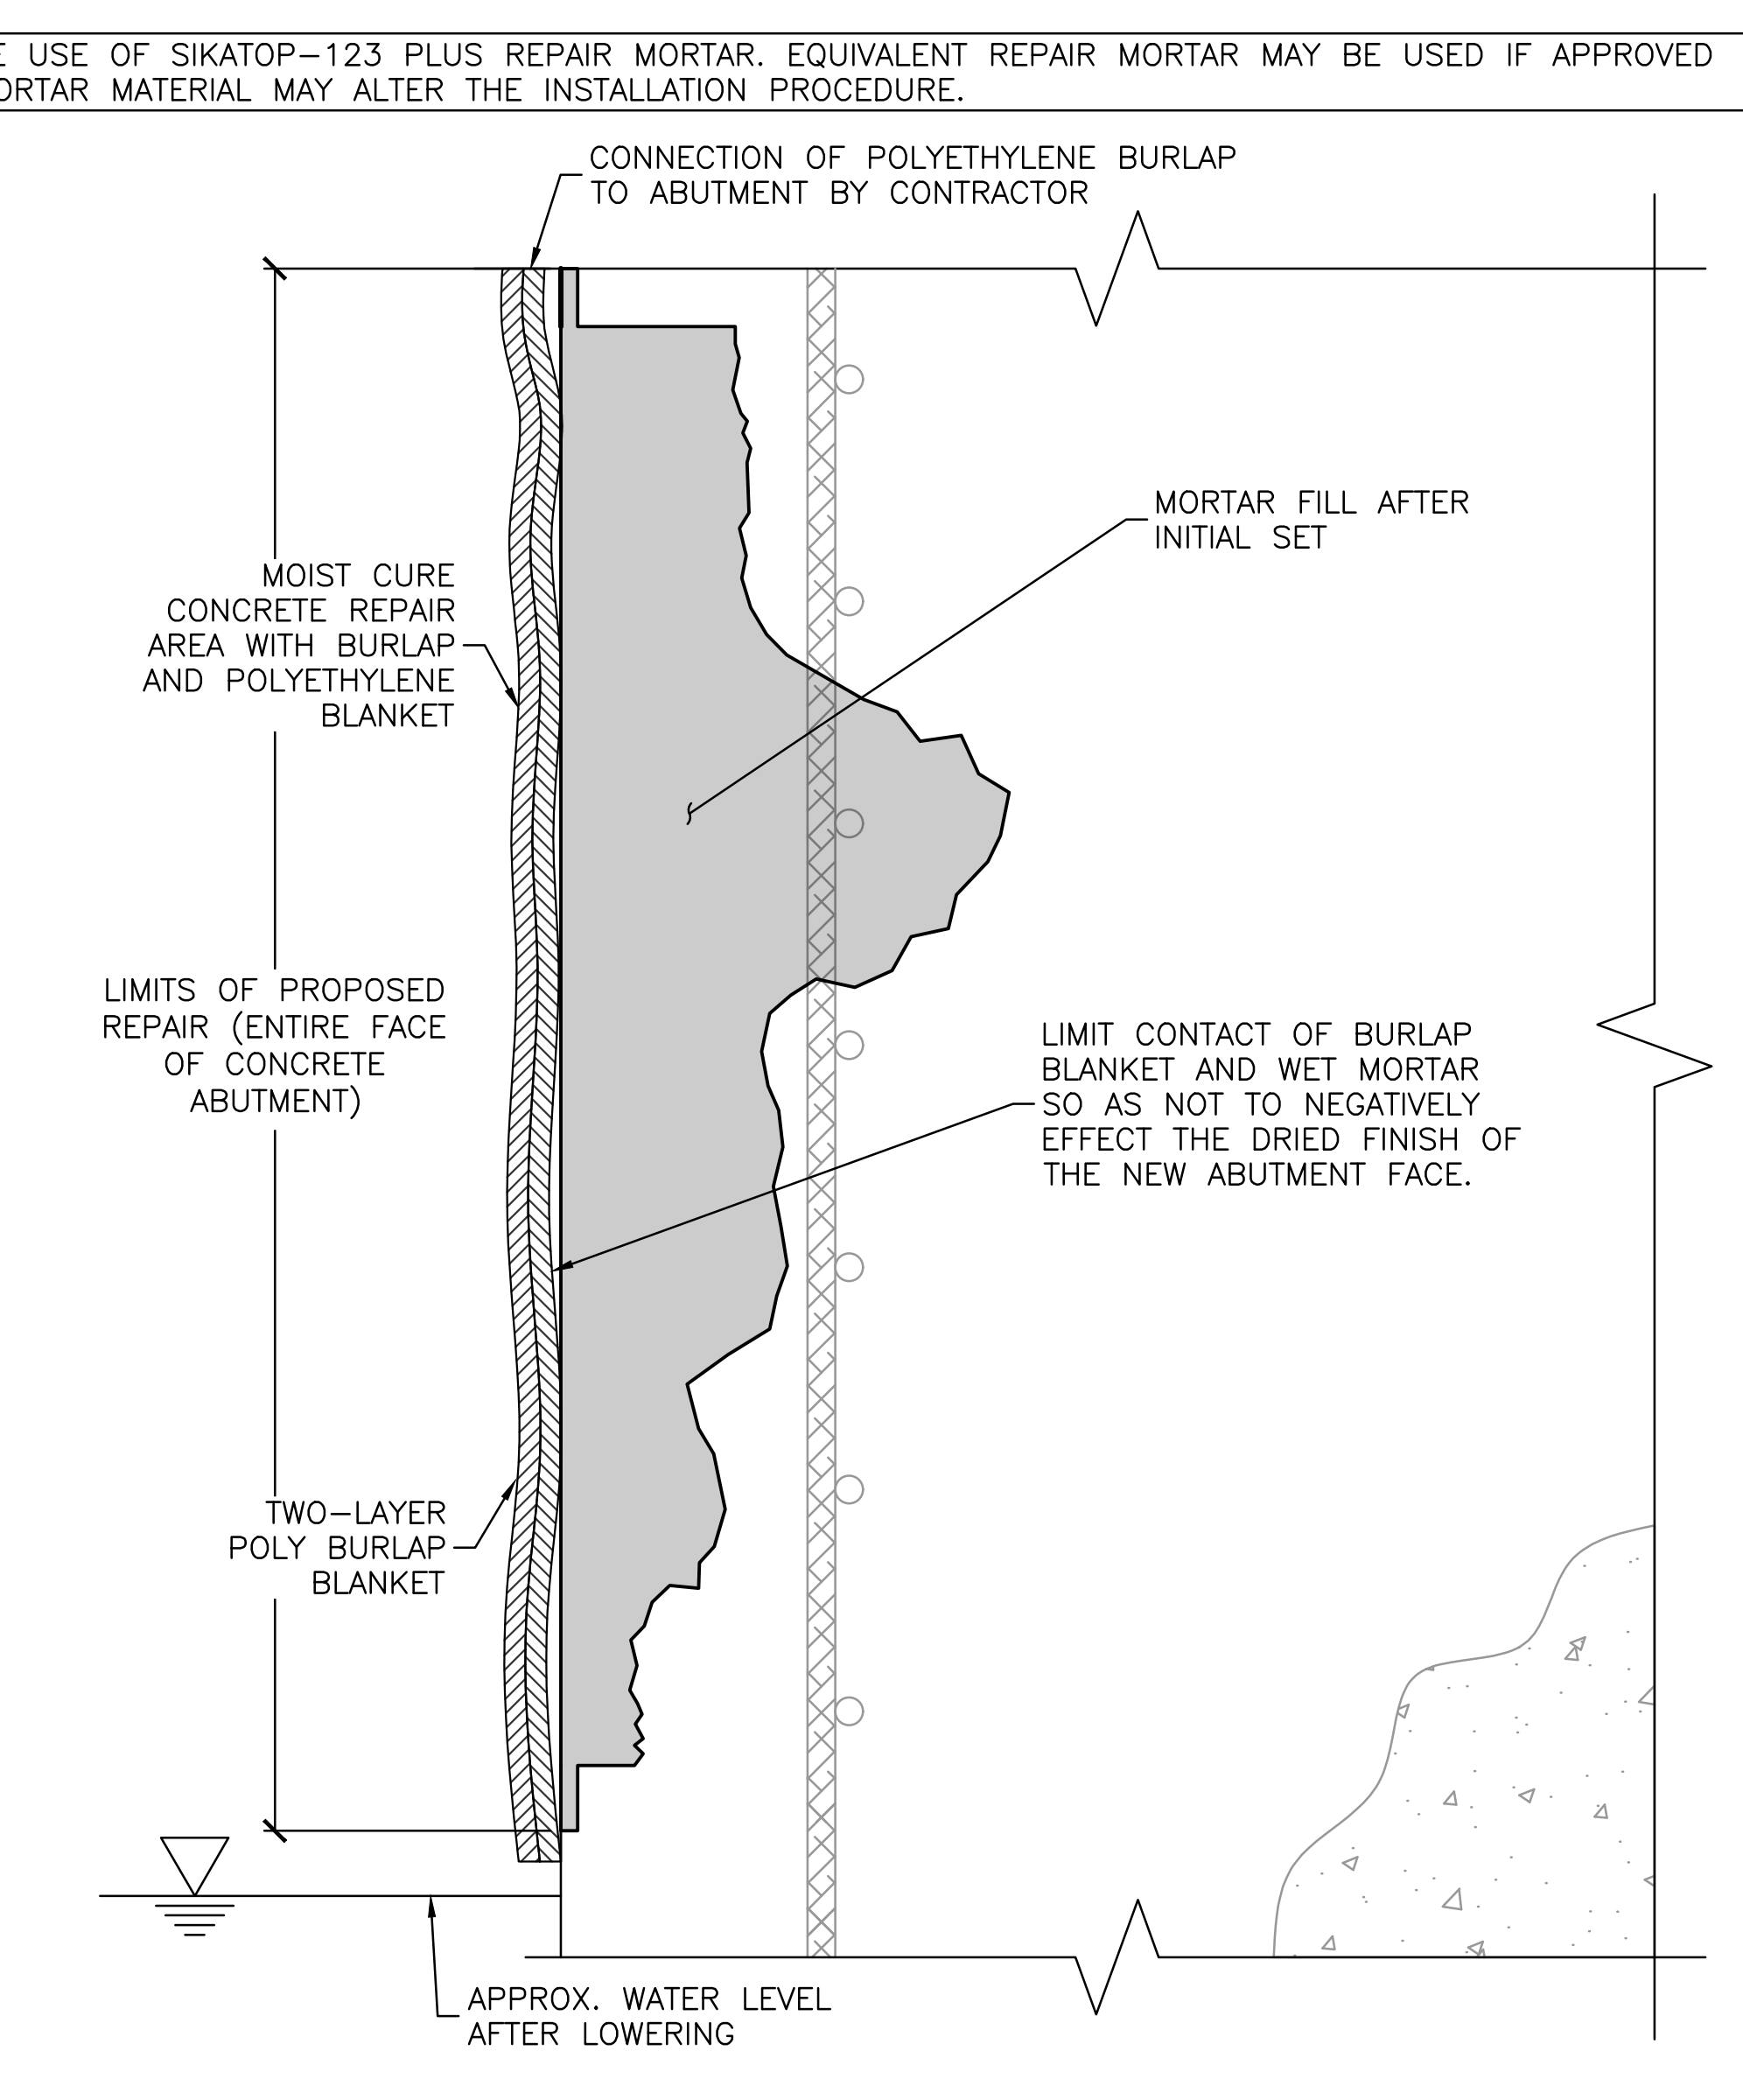 USE OF SIKATOP-123 PLUS REPAIR MORTAR. EQUIVALENT REPAIR MORTAR MAY BE USED IF APPROVED
MATERIAL MAY ALTER THE INSTALLATION PROCEDURE.
CONNECTION OF POLYETHYLENE BURLAP
TO ABUTMENT BY CONTRACTOR
MORTAR FILL AFTER
INITIAL SET
MOIST CURE
CONCRETE REPAIR
AREA WITH BURLAP
AND POLYETHYLENE
BLANKET
LIMITS OF PROPOSED
REPAIR (ENTIRE FACE
OF CONCRETE
ABUTMENT)
LIMIT CONTACT OF BURLAP
BLANKET AND WET MORTAR
SO AS NOT TO NEGATIVELY
EFFECT THE DRIED FINISH OF
THE NEW ABUTMENT FACE.
TWO-LAYER
POLY BURLAP
BLANKET
APPROX. WATER LEVEL
AFTER LOWERING